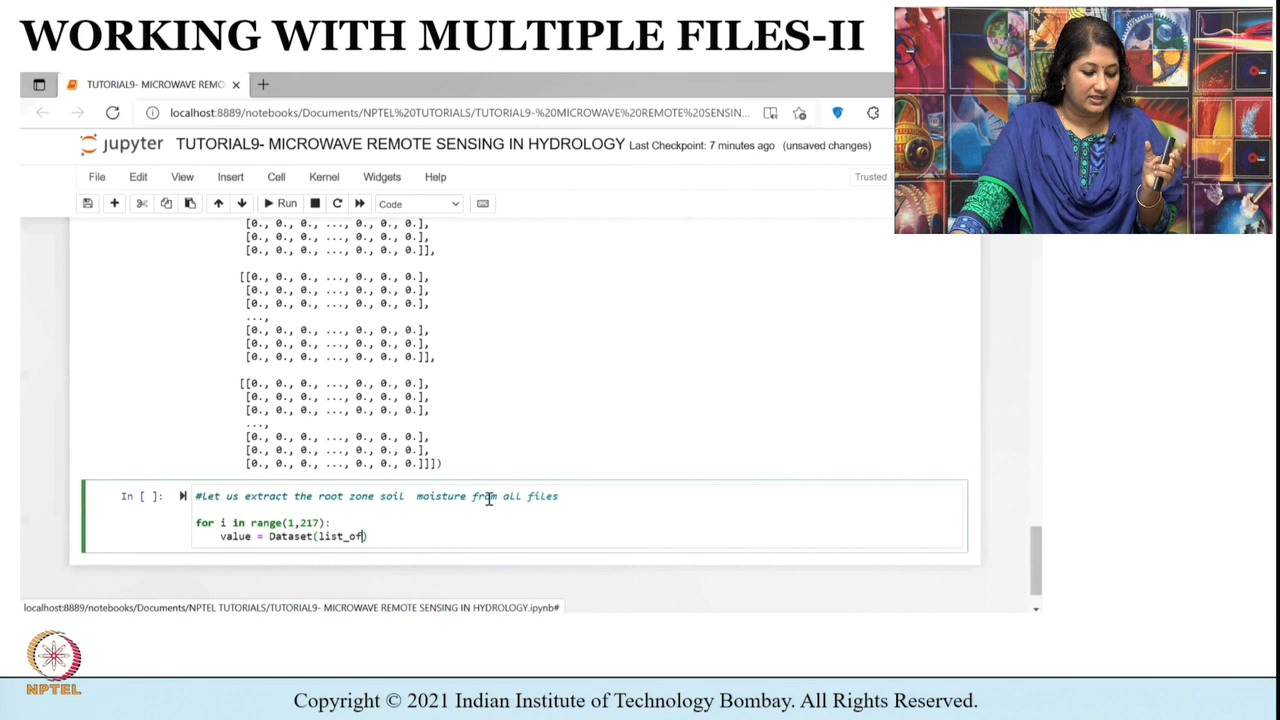 WORKING WITH MULTIPLE FILES-II
TUTORIAL9- MICROWAVE REMO
localhost:8889/notebooks/Documents/NPTEL%20TUTORIALS/TUTORIAL9-%20MICROWAVE%20REMOTE%20SENSIN...
jupyter TUTORIAL9- MICROWAVE REMOTE SENSING IN HYDROLOGY Last Checkpoint: 7 minutes ago (unsaved changes)
File Edit View Insert Cell Kernel Widgets Help Trusted
Run Code
[0., 0., 0., ..., 0., 0., 0.],
[0., 0., 0., ..., 0., 0., 0.],
[0., 0., 0., ..., 0., 0., 0.]],
[[0., 0., 0., ..., 0., 0., 0.],
[0., 0., 0., ..., 0., 0., 0.],
[0., 0., 0., ..., 0., 0., 0.],
...,
[0., 0., 0., ..., 0., 0., 0.],
[0., 0., 0., ..., 0., 0., 0.],
[0., 0., 0., ..., 0., 0., 0.]],
[[0., 0., 0., ..., 0., 0., 0.],
[0., 0., 0., ..., 0., 0., 0.],
[0., 0., 0., ..., 0., 0., 0.],
...,
[0., 0., 0., ..., 0., 0., 0.],
[0., 0., 0., ..., 0., 0., 0.],
[0., 0., 0., ..., 0., 0., 0.]]])
In [ ]: #Let us extract the root zone soil moisture from all files
for i in range(1,217):
value = Dataset(list_of)
localhost:8889/notebooks/Documents/NPTEL TUTORIALS/TUTORIAL9- MICROWAVE REMOTE SENSING IN HYDROLOGY.ipynb#
NPTEL
Copyright © 2021 Indian Institute of Technology Bombay. All Rights Reserved.